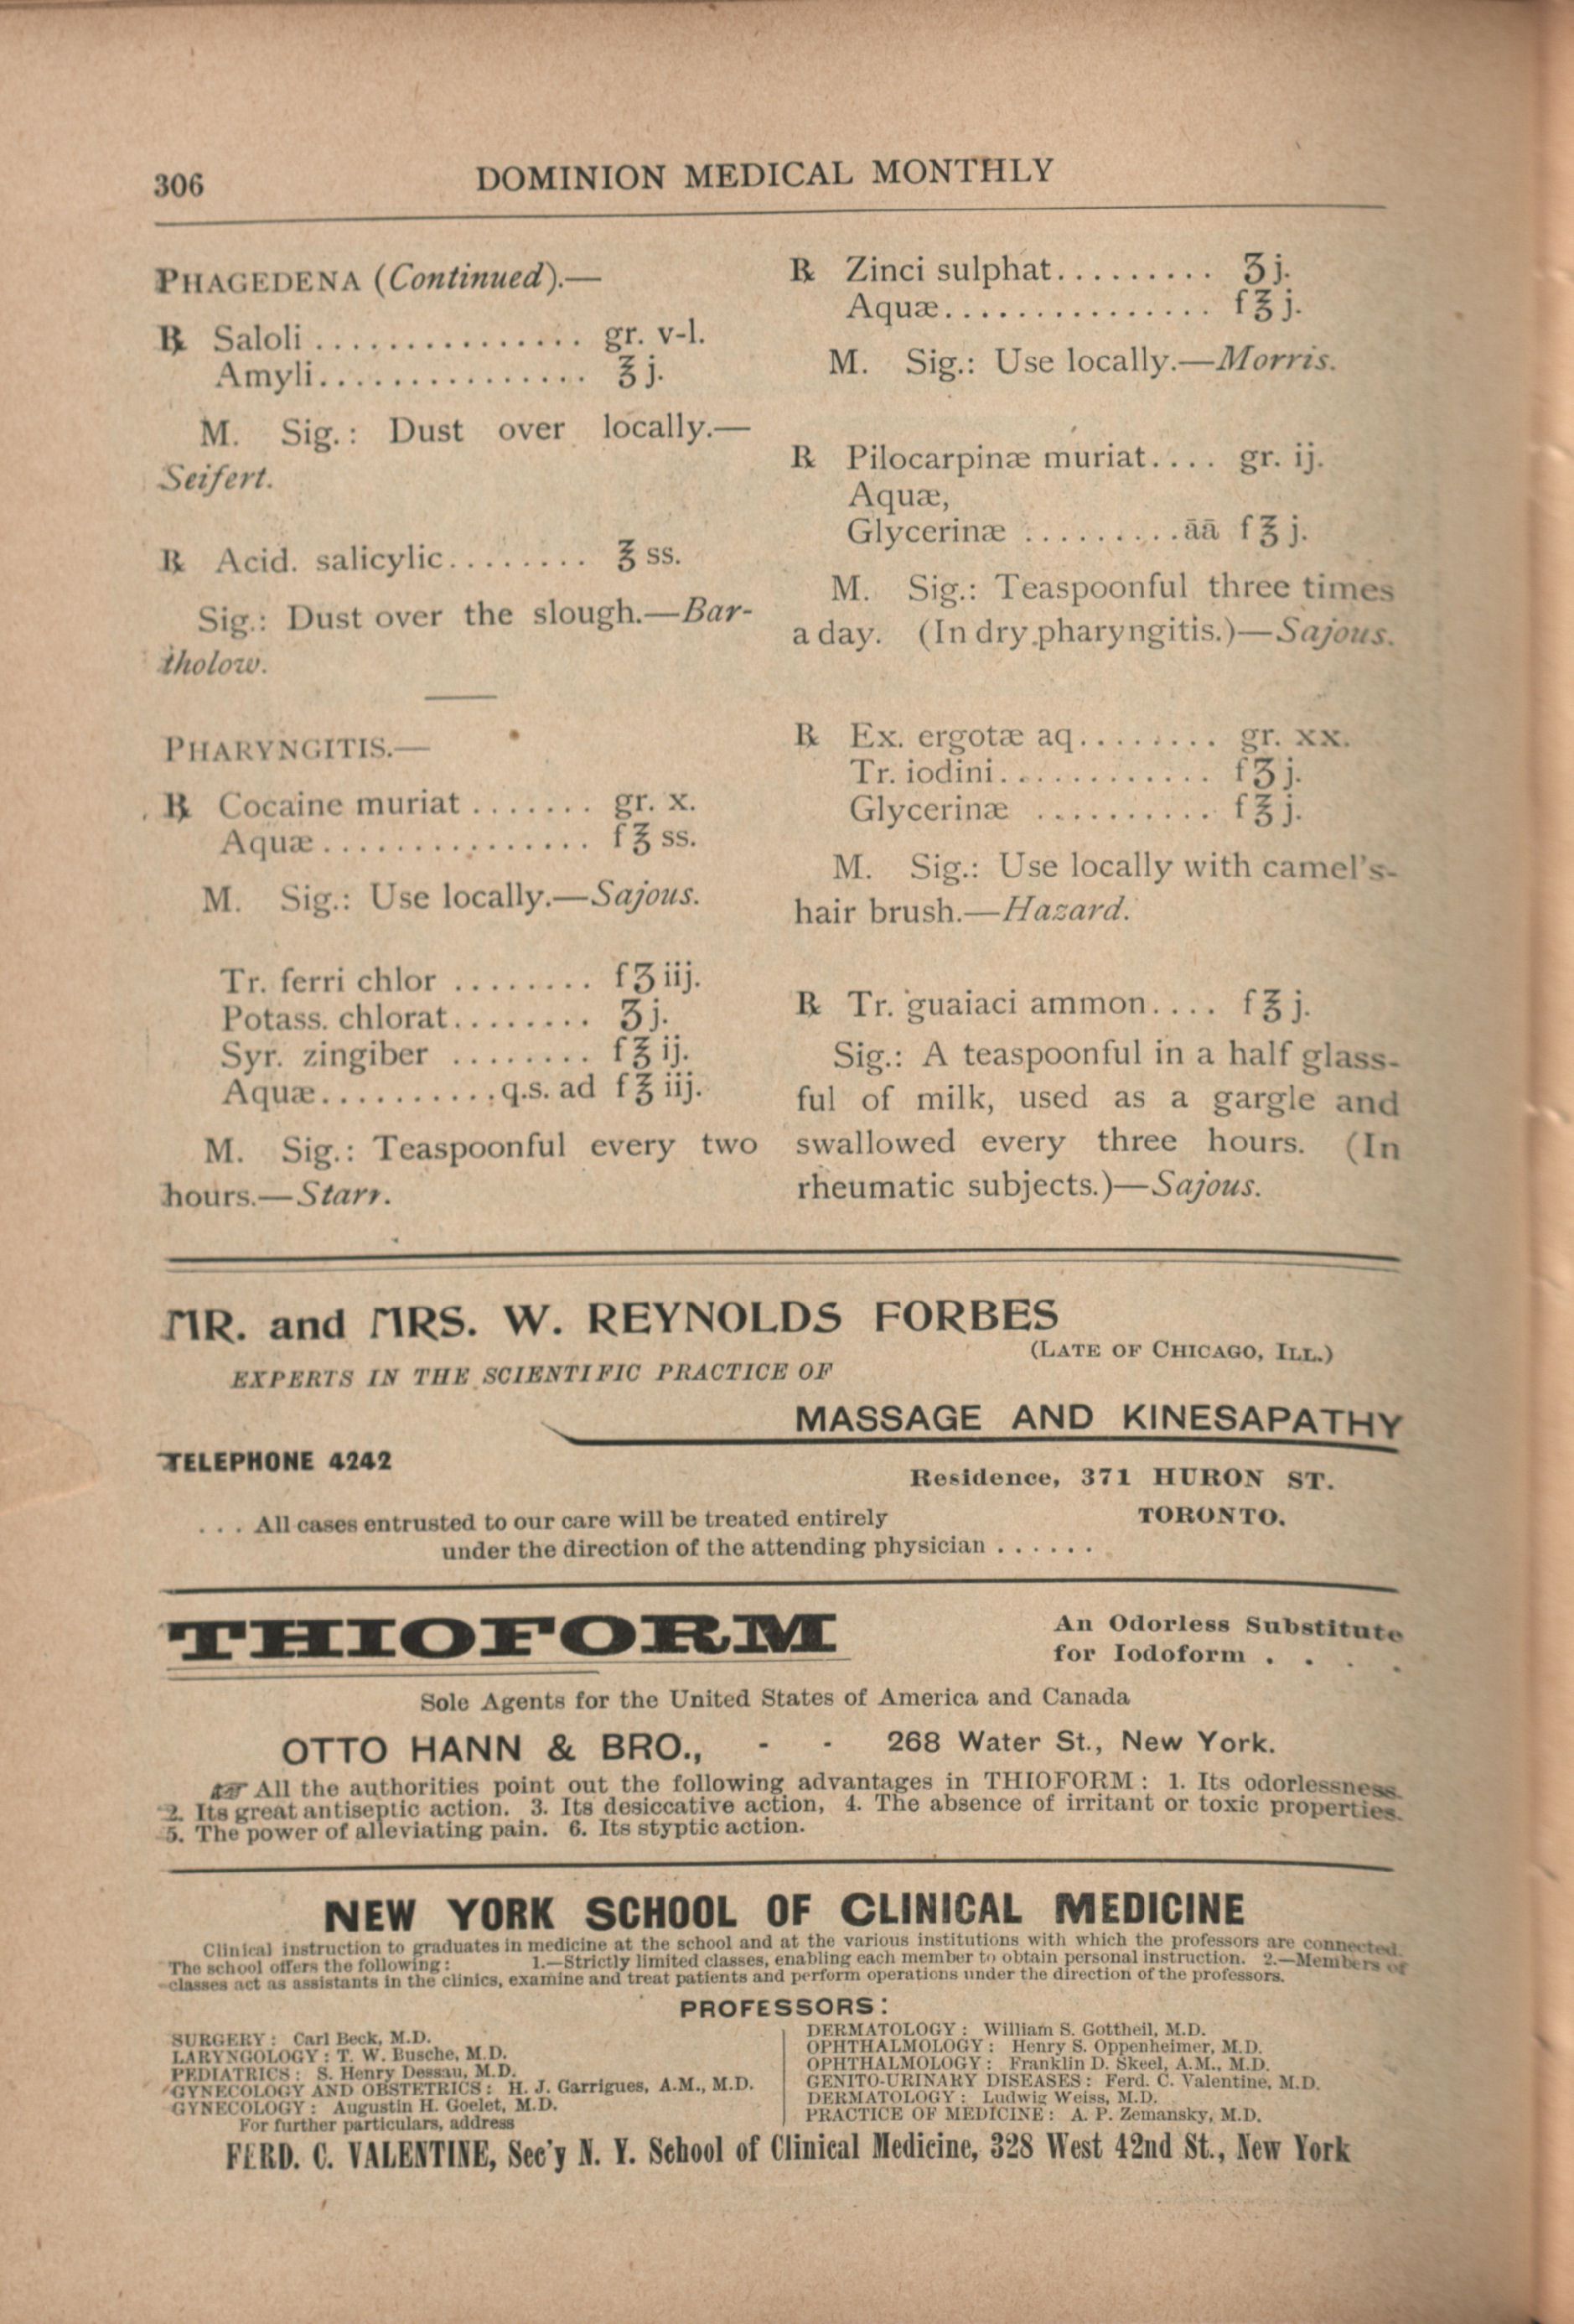 306
DOMINION MEDICAL MONTHLY
PHAGEDENA (Continued).—
℞ Saloli............... gr. v-l.
Amyli............... ℥ j.
M. Sig.: Dust over locally.—
Seifert.
℞ Acid. salicylic........ ℥ ss.
Sig.: Dust over the slough.—Bar-
tholow.
PHARYNGITIS.—
℞ Cocaine muriat....... gr. x.
Aquæ............... f℥ ss.
M. Sig.: Use locally.—Sajous.
Tr. ferri chlor ........ fʒ iij.
Potass. chlorat........ ʒ j.
Syr. zingiber ........ f℥ ij.
Aquæ..........q.s. ad f℥ iij.
M. Sig.: Teaspoonful every two
hours.—Starr.
℞ Zinci sulphat......... ʒ j.
Aquæ............... f℥ j.
M. Sig.: Use locally.—Morris.
℞ Pilocarpinæ muriat.... gr. ij.
Aquæ,
Glycerinæ .........āā f℥ j.
M. Sig.: Teaspoonful three times
a day. (In dry pharyngitis.)—Sajous.
℞ Ex. ergotæ aq........ gr. xx.
Tr. iodini............ fʒ j.
Glycerinæ .......... f℥ j.
M. Sig.: Use locally with camel's-
hair brush.—Hazard.
℞ Tr. guaiaci ammon.... f℥ j.
Sig.: A teaspoonful in a half glass-
ful of milk, used as a gargle and
swallowed every three hours. (In
rheumatic subjects.)—Sajous.
MR. and MRS. W. REYNOLDS FORBES
(LATE OF CHICAGO, ILL.)
EXPERTS IN THE SCIENTIFIC PRACTICE OF
MASSAGE AND KINESAPATHY
TELEPHONE 4242
Residence, 371 HURON ST.
TORONTO.
. . . All cases entrusted to our care will be treated entirely
under the direction of the attending physician . . . . . .
THIOFORM
An Odorless Substitute
for Iodoform . . . .
Sole Agents for the United States of America and Canada
OTTO HANN & BRO., - - 268 Water St., New York.
☞ All the authorities point out the following advantages in THIOFORM: 1. Its odorlessness.
2. Its great antiseptic action. 3. Its desiccative action, 4. The absence of irritant or toxic properties.
5. The power of alleviating pain. 6. Its styptic action.
NEW YORK SCHOOL OF CLINICAL MEDICINE
Clinical instruction to graduates in medicine at the school and at the various institutions with which the professors are connected.
The school offers the following: 1.—Strictly limited classes, enabling each member to obtain personal instruction. 2.—Members of
classes act as assistants in the clinics, examine and treat patients and perform operations under the direction of the professors.
PROFESSORS:
SURGERY: Carl Beck, M.D.
LARYNGOLOGY: T. W. Busche, M.D.
PEDIATRICS: S. Henry Dessau, M.D.
GYNECOLOGY AND OBSTETRICS: H. J. Garrigues, A.M., M.D.
GYNECOLOGY: Augustin H. Goelet, M.D.
For further particulars, address
DERMATOLOGY: William S. Gottheil, M.D.
OPHTHALMOLOGY: Henry S. Oppenheimer, M.D.
OPHTHALMOLOGY: Franklin D. Skeel, A.M., M.D.
GENITO-URINARY DISEASES: Ferd. C. Valentine, M.D.
DERMATOLOGY: Ludwig Weiss, M.D.
PRACTICE OF MEDICINE: A. P. Zemansky, M.D.
FERD. C. VALENTINE, Sec'y N. Y. School of Clinical Medicine, 328 West 42nd St., New York